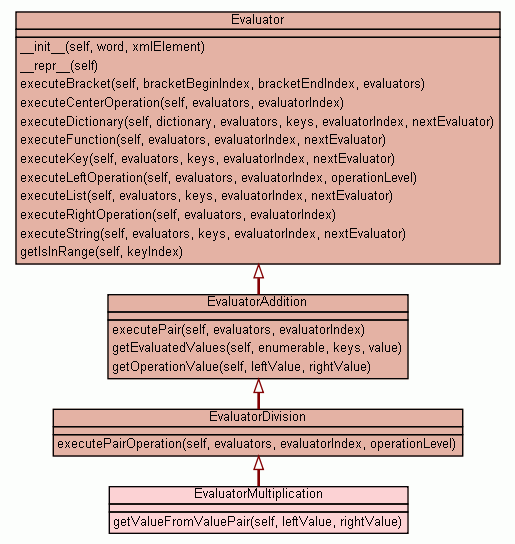 Evaluator
__init__(self, word, xmlElement)
__repr__(self)
executeBracket(self, bracketBeginIndex, bracketEndIndex, evaluators)
executeCenterOperation(self, evaluators, evaluatorIndex)
executeDictionary(self, dictionary, evaluators, keys, evaluatorIndex, nextEvaluator)
executeFunction(self, evaluators, evaluatorIndex, nextEvaluator)
executeKey(self, evaluators, keys, evaluatorIndex, nextEvaluator)
executeLeftOperation(self, evaluators, evaluatorIndex, operationLevel)
executeList(self, evaluators, keys, evaluatorIndex, nextEvaluator)
executeRightOperation(self, evaluators, evaluatorIndex)
executeString(self, evaluators, keys, evaluatorIndex, nextEvaluator)
getIsInRange(self, keyIndex)
EvaluatorAddition
executePair(self, evaluators, evaluatorIndex)
getEvaluatedValues(self, enumerable, keys, value)
getOperationValue(self, leftValue, rightValue)
EvaluatorDivision
executePairOperation(self, evaluators, evaluatorIndex, operationLevel)
EvaluatorMultiplication
getValueFromValuePair(self, leftValue, rightValue)